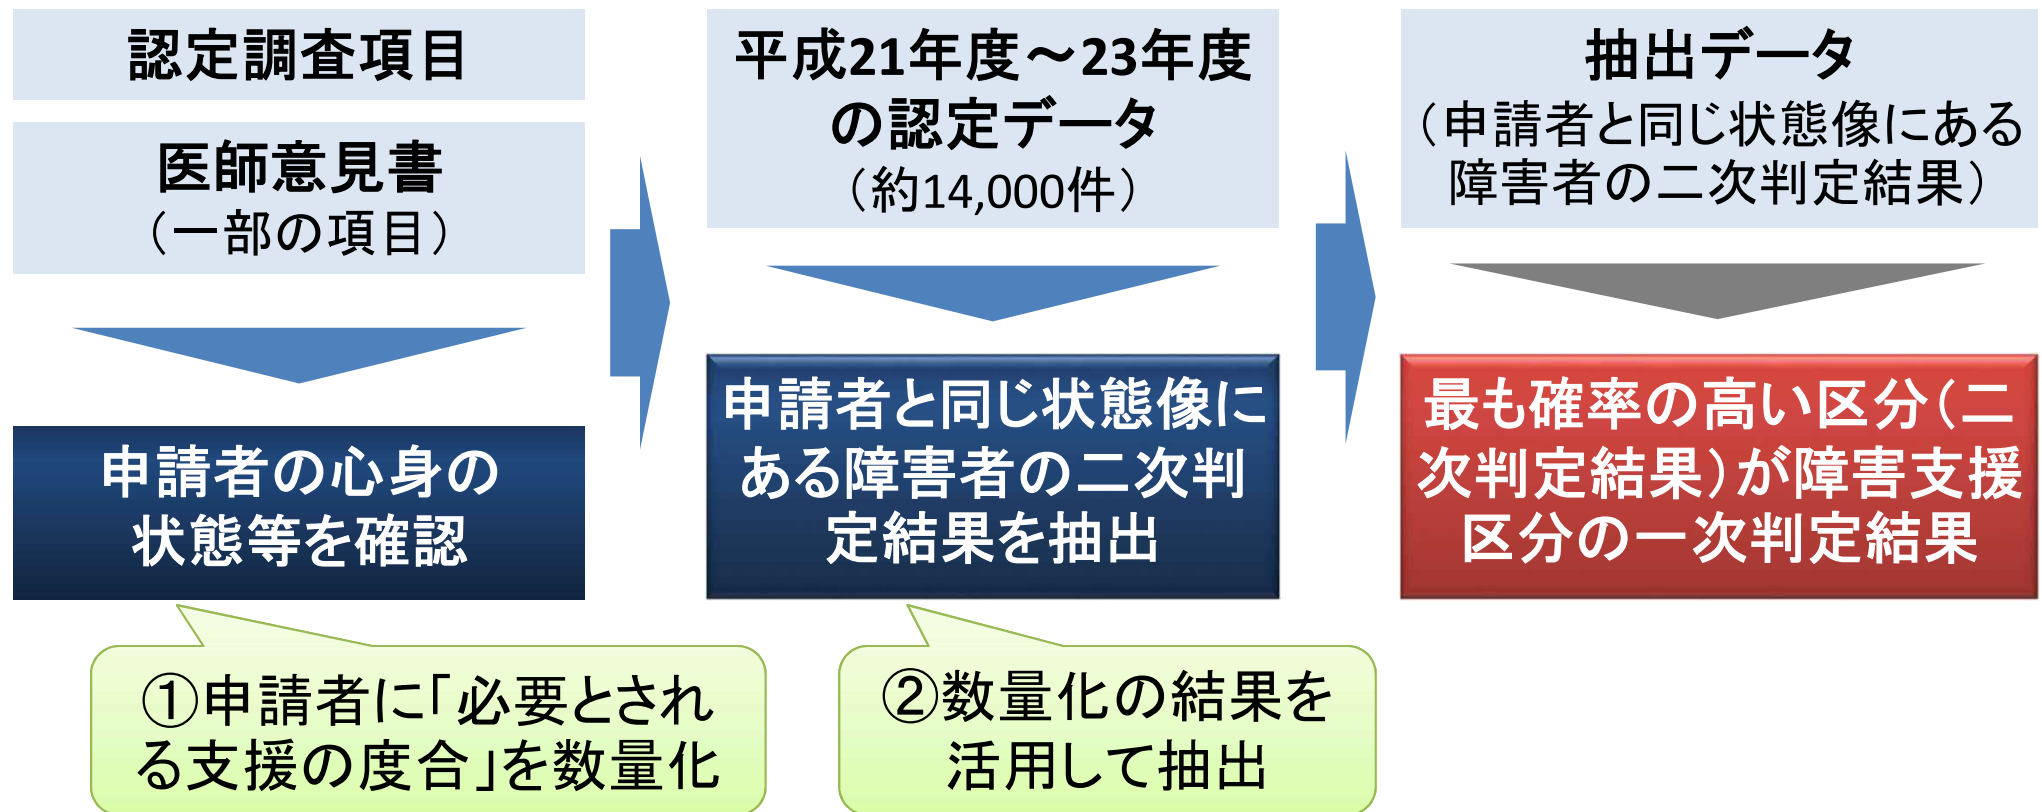 認定調査項目
医師意見書
（一部の項目）
申請者の心身の
状態等を確認
①申請者に「必要とされ
る支援の度合」を数量化
平成21年度～23年度
の認定データ
（約14,000件）
申請者と同じ状態像に
ある障害者の二次判
定結果を抽出
②数量化の結果を
活用して抽出
抽出データ
（申請者と同じ状態像にある
障害者の二次判定結果）
最も確率の高い区分（二
次判定結果）が障害支援
区分の一次判定結果